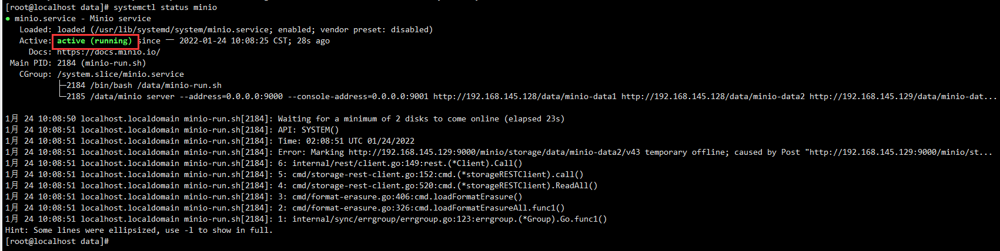 [root@localhost data]# systemctl status minio
● minio.service - Minio service
   Loaded: loaded (/usr/lib/systemd/system/minio.service; enabled; vendor preset: disabled)
   Active: active (running) since 一 2022-01-24 10:08:25 CST; 28s ago
     Docs: https://docs.minio.io/
 Main PID: 2184 (minio-run.sh)
   CGroup: /system.slice/minio.service
           ├─2184 /bin/bash /data/minio-run.sh
           └─2185 /data/minio server --address=0.0.0.0:9000 --console-address=0.0.0.0:9001 http://192.168.145.128/data/minio-data1 http://192.168.145.128/data/minio-data2 http://192.168.145.129/data/minio-dat...
1月 24 10:08:50 localhost.localdomain minio-run.sh[2184]: Waiting for a minimum of 2 disks to come online (elapsed 23s)
1月 24 10:08:51 localhost.localdomain minio-run.sh[2184]: API: SYSTEM()
1月 24 10:08:51 localhost.localdomain minio-run.sh[2184]: Time: 02:08:51 UTC 01/24/2022
1月 24 10:08:51 localhost.localdomain minio-run.sh[2184]: Error: Marking http://192.168.145.129:9000/minio/storage/data/minio-data2/v43 temporary offline; caused by Post "http://192.168.145.129:9000/minio/st...
1月 24 10:08:51 localhost.localdomain minio-run.sh[2184]: 6: internal/rest/client.go:149:rest.(*Client).Call()
1月 24 10:08:51 localhost.localdomain minio-run.sh[2184]: 5: cmd/storage-rest-client.go:152:cmd.(*storageRESTClient).call()
1月 24 10:08:51 localhost.localdomain minio-run.sh[2184]: 4: cmd/storage-rest-client.go:520:cmd.(*storageRESTClient).ReadAll()
1月 24 10:08:51 localhost.localdomain minio-run.sh[2184]: 3: cmd/format-erasure.go:406:cmd.loadFormatErasure()
1月 24 10:08:51 localhost.localdomain minio-run.sh[2184]: 2: cmd/format-erasure.go:326:cmd.loadFormatErasureAll.func1()
1月 24 10:08:51 localhost.localdomain minio-run.sh[2184]: 1: internal/sync/errgroup/errgroup.go:123:errgroup.(*Group).Go.func1()
Hint: Some lines were ellipsized, use -l to show in full.
[root@localhost data]#